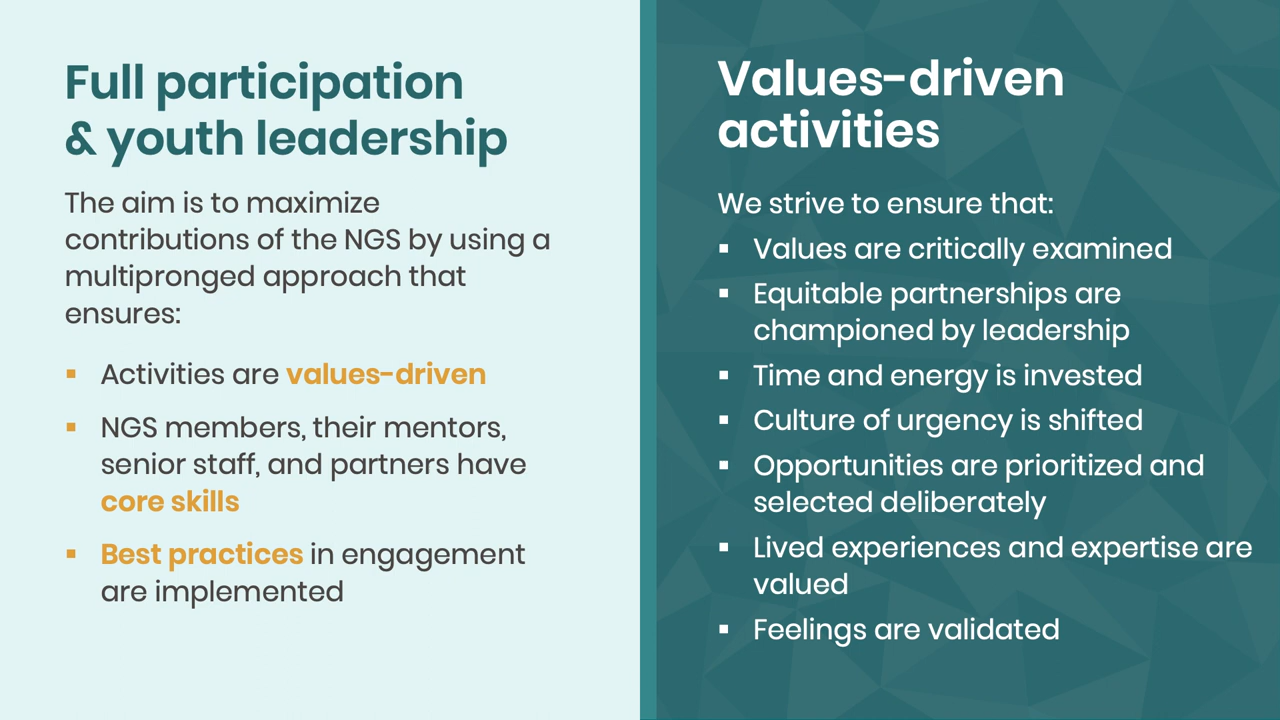 Full participation
& youth leadership
The aim is to maximize
contributions of the NGS by using a
multipronged approach that
ensures:
▪ Activities are values-driven
▪ NGS members, their mentors,
senior staff, and partners have
core skills
▪ Best practices in engagement
are implemented
Values-driven
activities
We strive to ensure that:
▪ Values are critically examined
▪ Equitable partnerships are
championed by leadership
▪ Time and energy is invested
▪ Culture of urgency is shifted
▪ Opportunities are prioritized and
selected deliberately
▪ Lived experiences and expertise are
valued
▪ Feelings are validated